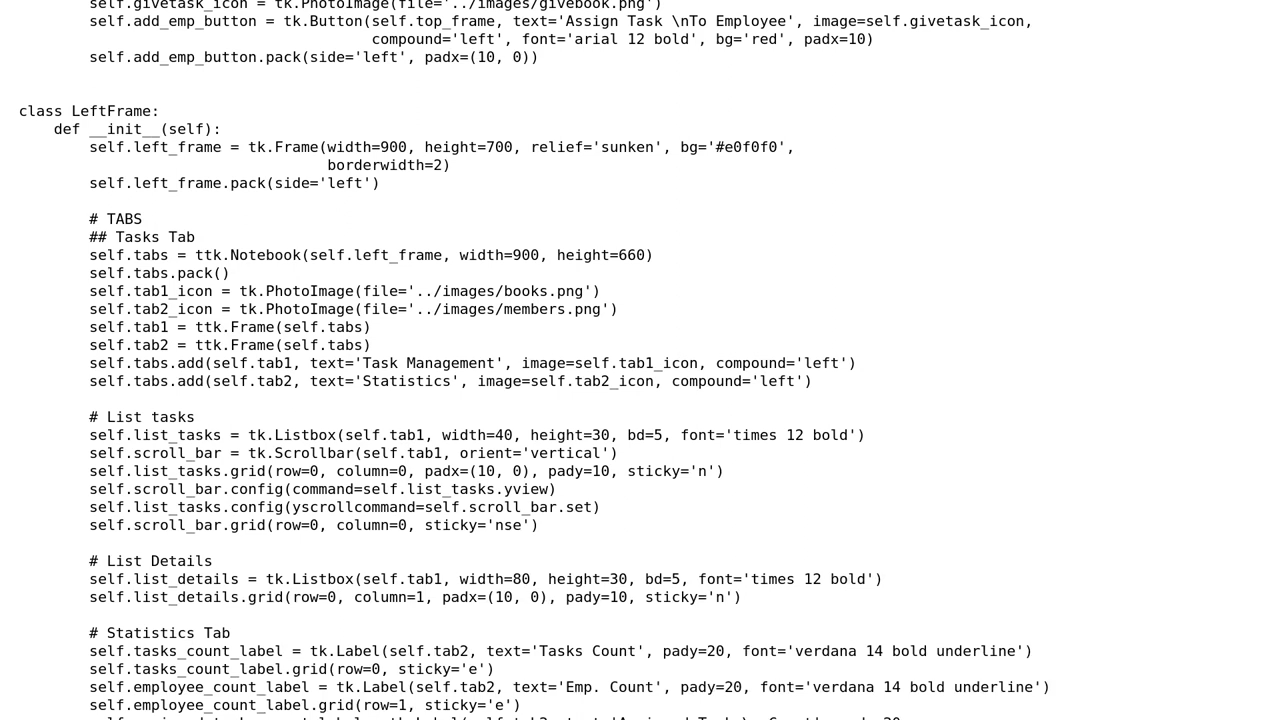 self.givetask_icon = tk.PhotoImage(file='../images/givebook.png')
self.add_emp_button = tk.Button(self.top_frame, text='Assign Task \nTo Employee', image=self.givetask_icon,
compound='left', font='arial 12 bold', bg='red', padx=10)
self.add_emp_button.pack(side='left', padx=(10, 0))
class LeftFrame:
def __init__(self):
self.left_frame = tk.Frame(width=900, height=700, relief='sunken', bg='#e0f0f0',
borderwidth=2)
self.left_frame.pack(side='left')
# TABS
## Tasks Tab
self.tabs = ttk.Notebook(self.left_frame, width=900, height=660)
self.tabs.pack()
self.tab1_icon = tk.PhotoImage(file='../images/books.png')
self.tab2_icon = tk.PhotoImage(file='../images/members.png')
self.tab1 = ttk.Frame(self.tabs)
self.tab2 = ttk.Frame(self.tabs)
self.tabs.add(self.tab1, text='Task Management', image=self.tab1_icon, compound='left')
self.tabs.add(self.tab2, text='Statistics', image=self.tab2_icon, compound='left')
# List tasks
self.list_tasks = tk.Listbox(self.tab1, width=40, height=30, bd=5, font='times 12 bold')
self.scroll_bar = tk.Scrollbar(self.tab1, orient='vertical')
self.list_tasks.grid(row=0, column=0, padx=(10, 0), pady=10, sticky='n')
self.scroll_bar.config(command=self.list_tasks.yview)
self.list_tasks.config(yscrollcommand=self.scroll_bar.set)
self.scroll_bar.grid(row=0, column=0, sticky='nse')
# List Details
self.list_details = tk.Listbox(self.tab1, width=80, height=30, bd=5, font='times 12 bold')
self.list_details.grid(row=0, column=1, padx=(10, 0), pady=10, sticky='n')
# Statistics Tab
self.tasks_count_label = tk.Label(self.tab2, text='Tasks Count', pady=20, font='verdana 14 bold underline')
self.tasks_count_label.grid(row=0, sticky='e')
self.employee_count_label = tk.Label(self.tab2, text='Emp. Count', pady=20, font='verdana 14 bold underline')
self.employee_count_label.grid(row=1, sticky='e')